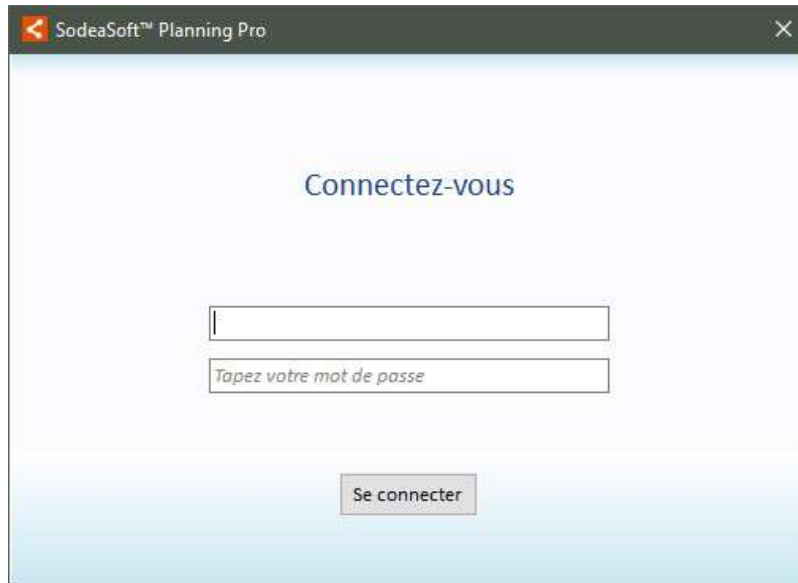 SodeaSoft™ Planning Pro
Connectez-vous
Tapez votre mot de passe
Se connecter